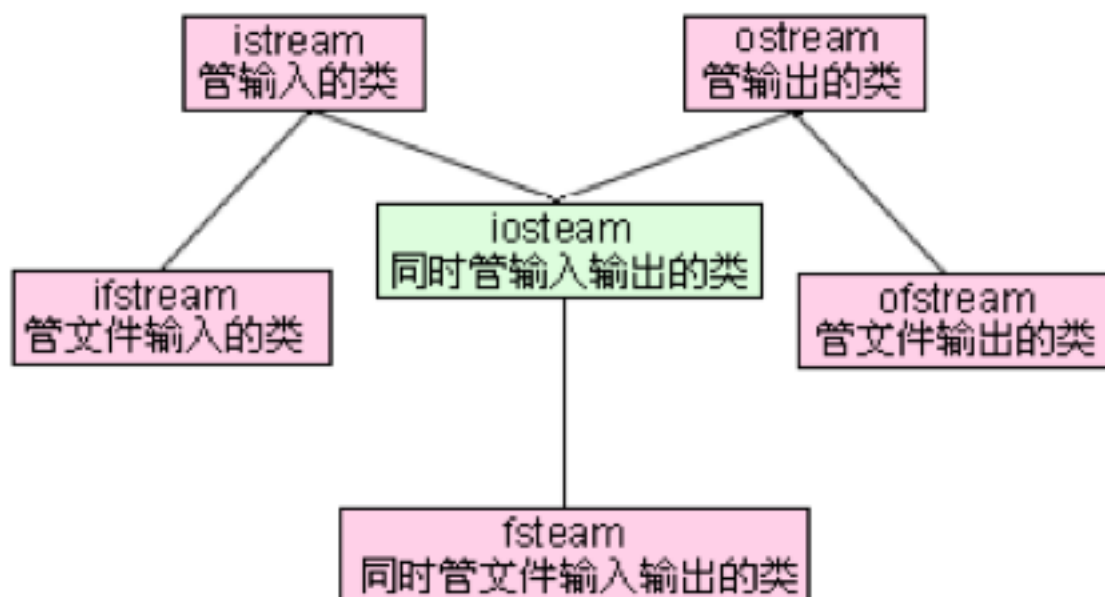 istream
管输入的类
ostream
管输出的类
iosteam
同时管输入输出的类
ifstream
管文件输入的类
ofstream
管文件输出的类
fsteam
同时管文件输入输出的类